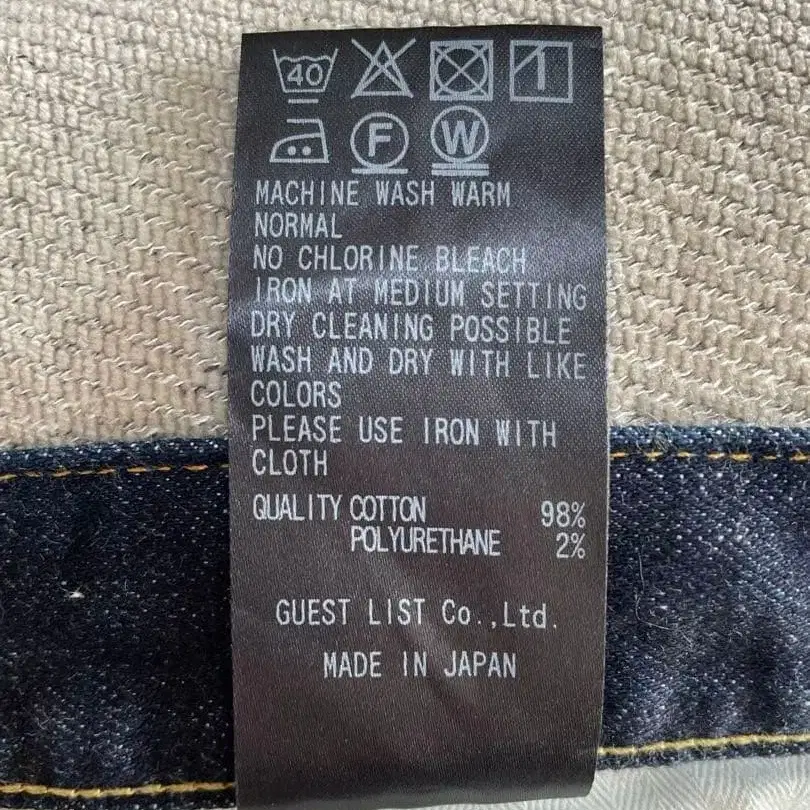 40
F W
MACHINE WASH WARM
NORMAL
NO CHLORINE BLEACH
IRON AT MEDIUM SETTING
DRY CLEANING POSSIBLE
WASH AND DRY WITH LIKE
COLORS
PLEASE USE IRON WITH
CLOTH
QUALITY COTTON 98%
POLYURETHANE 2%
GUEST LIST Co.,Ltd.
MADE IN JAPAN